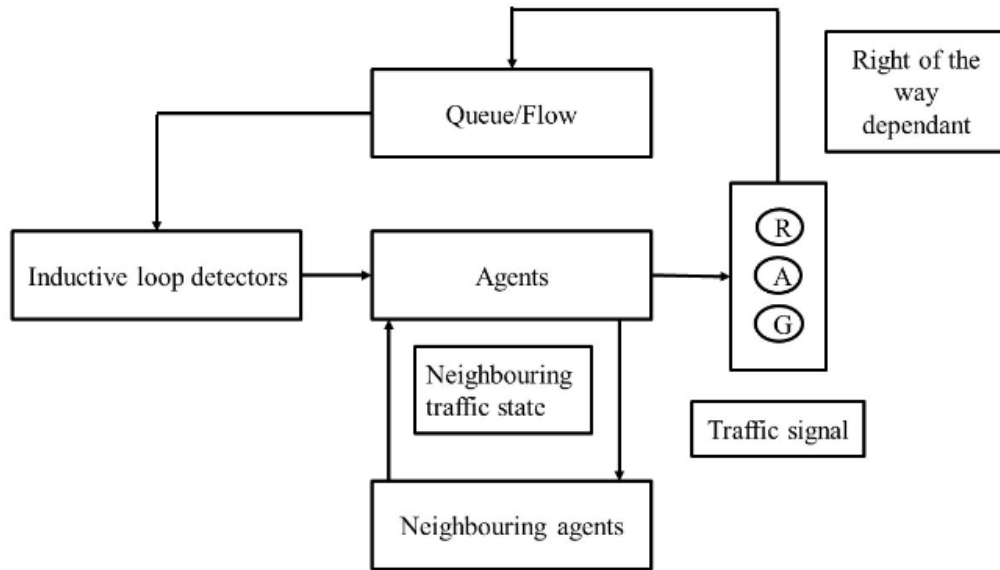 Right of the
way
dependant
Queue/Flow
R
A
G
Inductive loop detectors
Agents
Neighbouring
traffic state
Traffic signal
Neighbouring agents